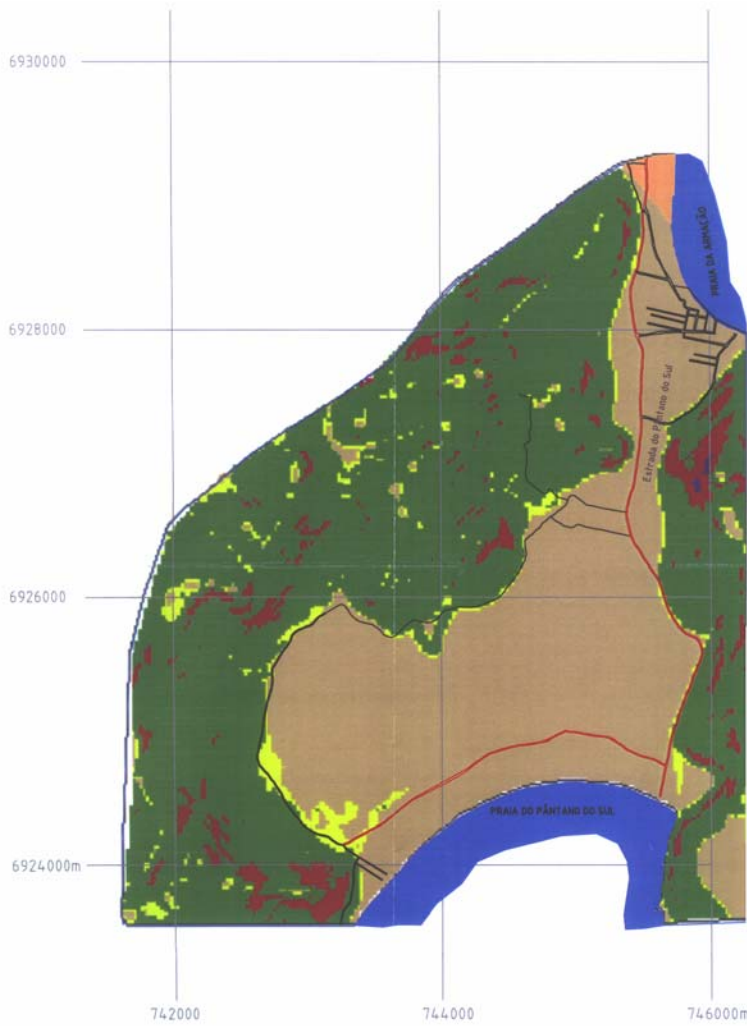 6930000
PRAIA DA ARMAÇÃO
6928000
Estrada do Pântano do Sul
6926000
PRAIA DO PÂNTANO DO SUL
6924000m
742000
744000
746000m